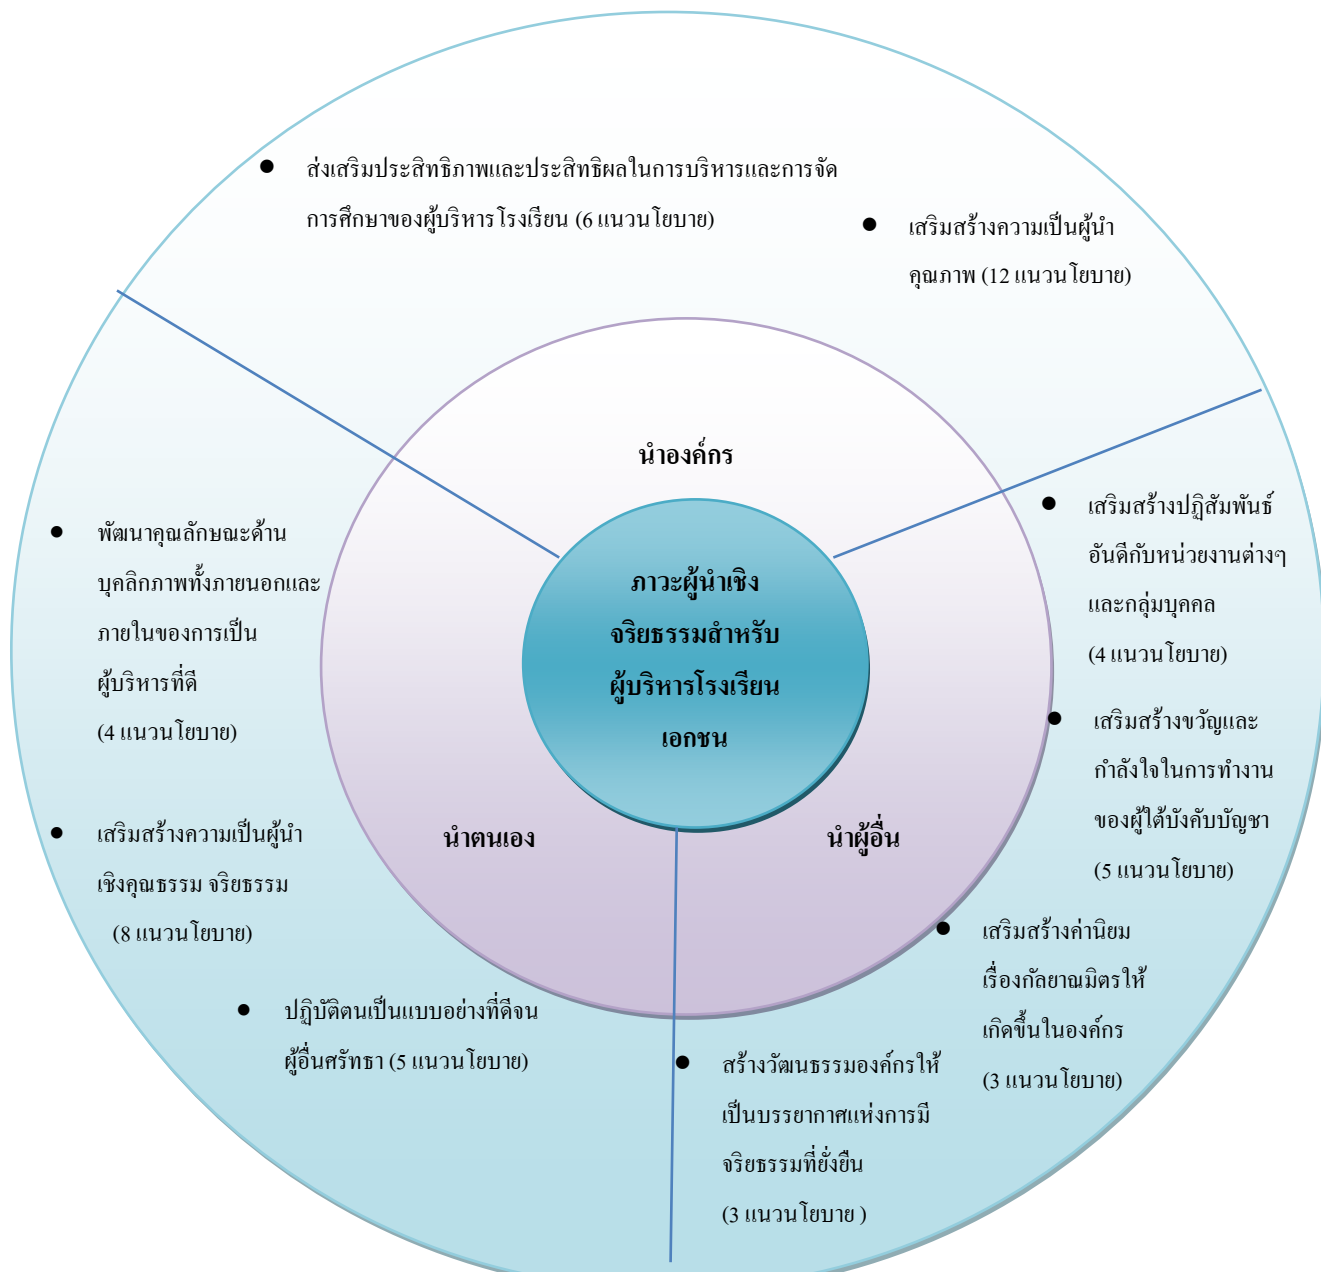 ส่งเสริมประสิทธิภาพและประสิทธิผลในการบริหารและการจัด
การศึกษาของผู้บริหารโรงเรียน (6 แนวนโยบาย)
เสริมสร้างความเป็นผู้นำ
คุณภาพ (12 แนวนโยบาย)
นำองค์กร
ภาวะผู้นำเชิง
จริยธรรมสำหรับ
ผู้บริหารโรงเรียน
เอกชน
นำตนเอง
นำผู้อื่น
พัฒนาคุณลักษณะด้าน
บุคลิกภาพทั้งภายนอกและ
ภายในของการเป็น
ผู้บริหารที่ดี
(4 แนวนโยบาย)
เสริมสร้างความเป็นผู้นำ
เชิงคุณธรรม จริยธรรม
(8 แนวนโยบาย)
ปฏิบัติตนเป็นแบบอย่างที่ดีจน
ผู้อื่นศรัทธา (5 แนวนโยบาย)
เสริมสร้างปฏิสัมพันธ์
อันดีกับหน่วยงานต่างๆ
และกลุ่มบุคคล
(4 แนวนโยบาย)
เสริมสร้างขวัญและ
กำลังใจในการทำงาน
ของผู้ใต้บังคับบัญชา
(5 แนวนโยบาย)
เสริมสร้างค่านิยม
เรื่องกัลยาณมิตรให้
เกิดขึ้นในองค์กร
(3 แนวนโยบาย)
สร้างวัฒนธรรมองค์กรให้
เป็นบรรยากาศแห่งการมี
จริยธรรมที่ยั่งยืน
(3 แนวนโยบาย )